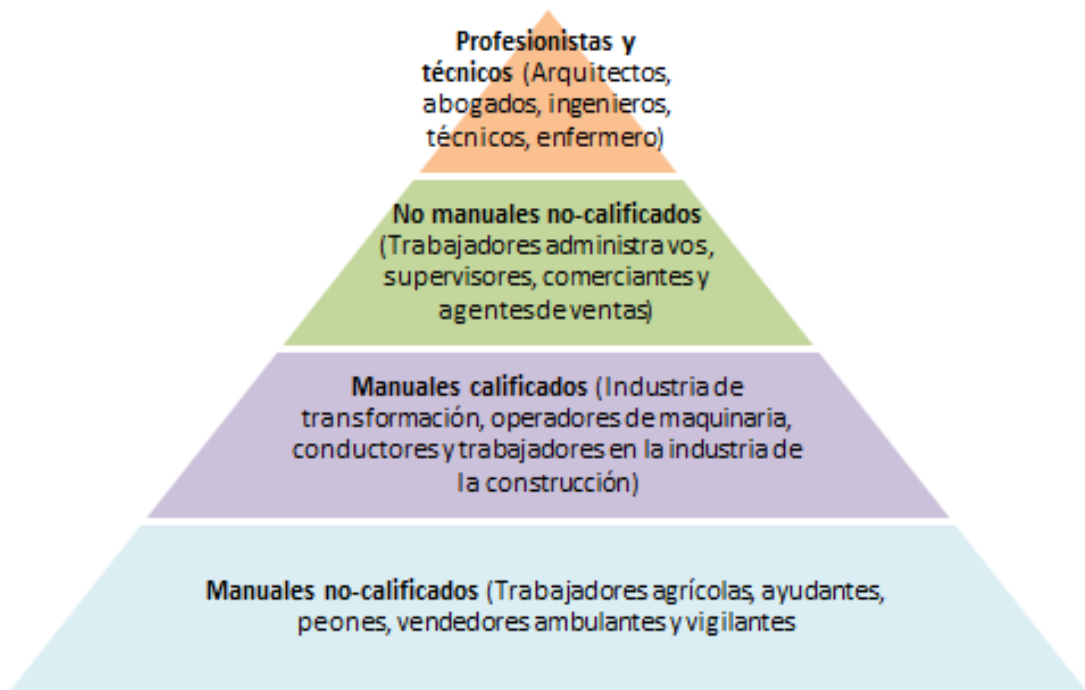 Profesionistas y
técnicos (Arquitectos,
abogados, ingenieros,
técnicos, enfermero)
No manuales no-calificados
(Trabajadores administra vos,
supervisores, comerciantes y
agentes de ventas)
Manuales calificados (Industria de
transformación, operadores de maquinaria,
conductores y trabajadores en la industria de
la construcción)
Manuales no-calificados (Trabajadores agrícolas, ayudantes,
peones, vendedores ambulantes y vigilantes